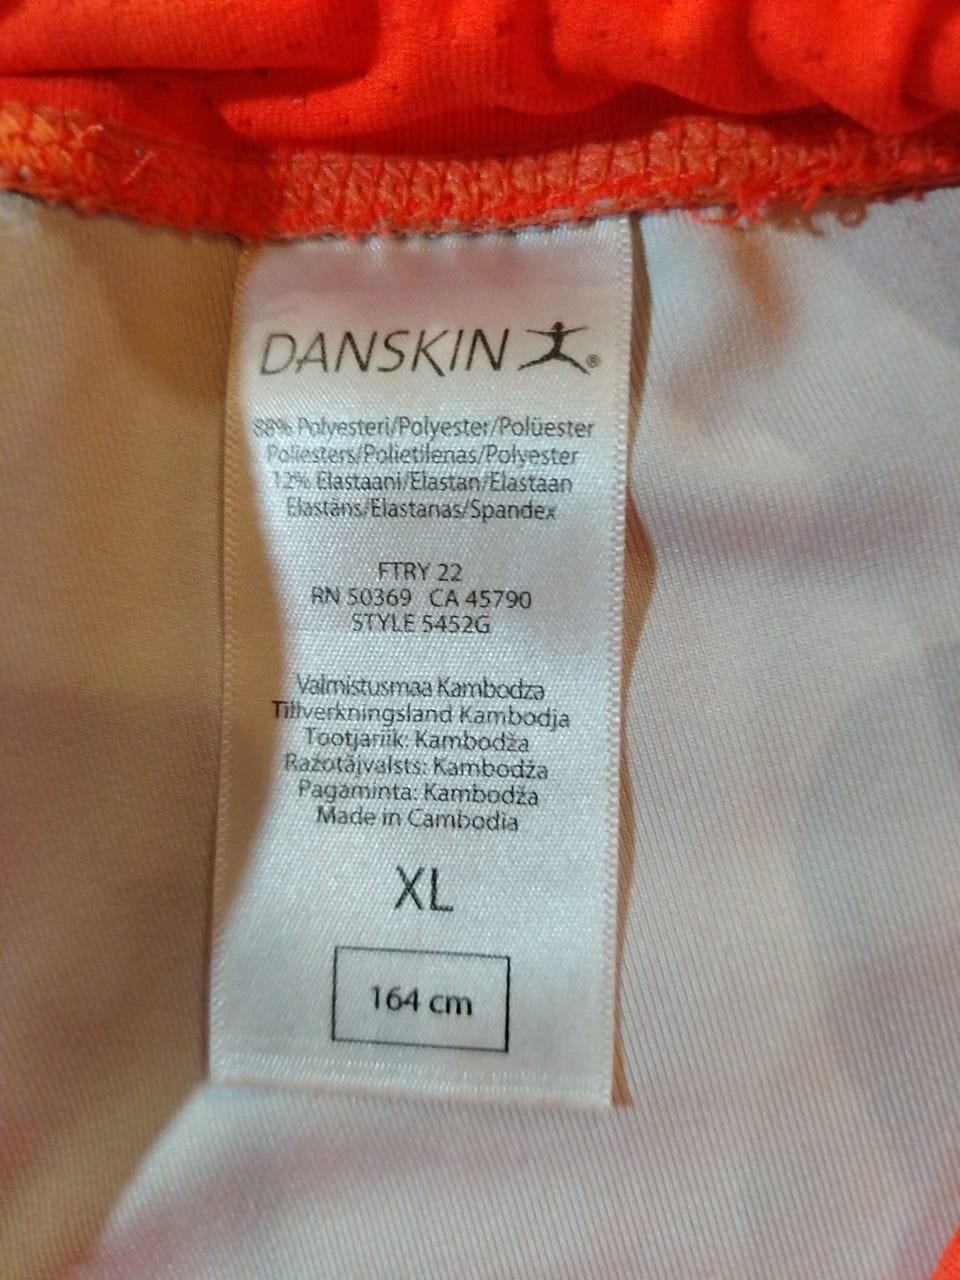 DANSKIN®
88% Polyesteri/Polyester/Polüester
Poliesters/Polietilenas/Polyester
12% Elastaani/Elastan/Elastaan
Elastāns/Elastanas/Spandex
FTRY 22
RN 50369 CA 45790
STYLE 5452G
Valmistusmaa Kambodza
Tillverkningsland Kambodja
Tootjariik: Kambodža
Ražotājvalsts: Kambodža
Pagaminta: Kambodža
Made in Cambodia
XL
164 cm